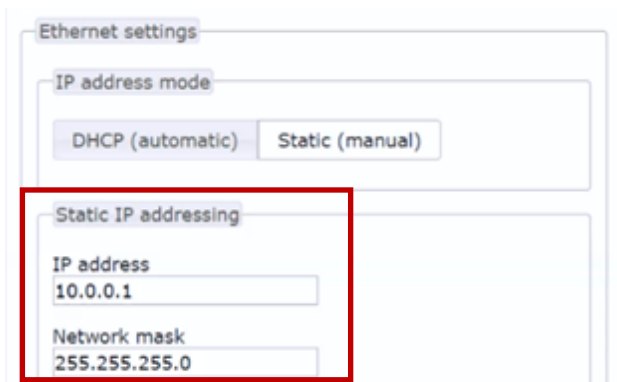 Ethernet settings
IP address mode
DHCP (automatic) Static (manual)
Static IP addressing
IP address
10.0.0.1
Network mask
255.255.255.0